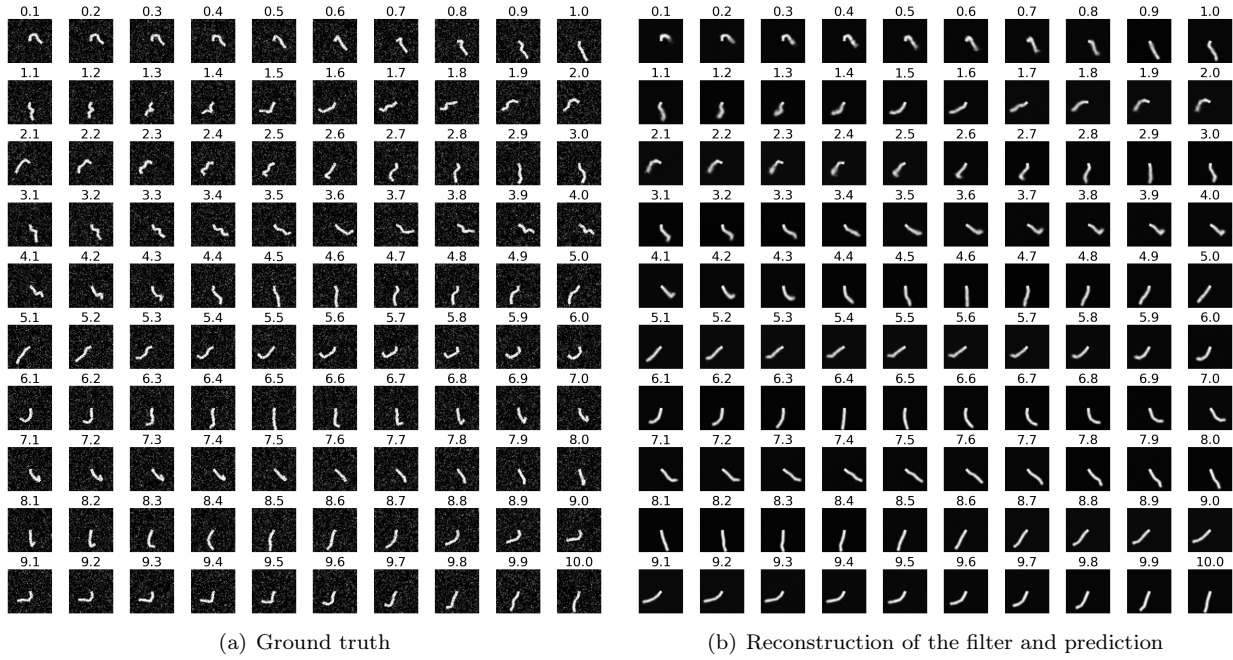 0.1 0.2 0.3 0.4 0.5 0.6 0.7 0.8 0.9 1.0
1.1 1.2 1.3 1.4 1.5 1.6 1.7 1.8 1.9 2.0
2.1 2.2 2.3 2.4 2.5 2.6 2.7 2.8 2.9 3.0
3.1 3.2 3.3 3.4 3.5 3.6 3.7 3.8 3.9 4.0
4.1 4.2 4.3 4.4 4.5 4.6 4.7 4.8 4.9 5.0
5.1 5.2 5.3 5.4 5.5 5.6 5.7 5.8 5.9 6.0
6.1 6.2 6.3 6.4 6.5 6.6 6.7 6.8 6.9 7.0
7.1 7.2 7.3 7.4 7.5 7.6 7.7 7.8 7.9 8.0
8.1 8.2 8.3 8.4 8.5 8.6 8.7 8.8 8.9 9.0
9.1 9.2 9.3 9.4 9.5 9.6 9.7 9.8 9.9 10.0
(a) Ground truth
0.1 0.2 0.3 0.4 0.5 0.6 0.7 0.8 0.9 1.0
1.1 1.2 1.3 1.4 1.5 1.6 1.7 1.8 1.9 2.0
2.1 2.2 2.3 2.4 2.5 2.6 2.7 2.8 2.9 3.0
3.1 3.2 3.3 3.4 3.5 3.6 3.7 3.8 3.9 4.0
4.1 4.2 4.3 4.4 4.5 4.6 4.7 4.8 4.9 5.0
5.1 5.2 5.3 5.4 5.5 5.6 5.7 5.8 5.9 6.0
6.1 6.2 6.3 6.4 6.5 6.6 6.7 6.8 6.9 7.0
7.1 7.2 7.3 7.4 7.5 7.6 7.7 7.8 7.9 8.0
8.1 8.2 8.3 8.4 8.5 8.6 8.7 8.8 8.9 9.0
9.1 9.2 9.3 9.4 9.5 9.6 9.7 9.8 9.9 10.0
(b) Reconstruction of the filter and prediction